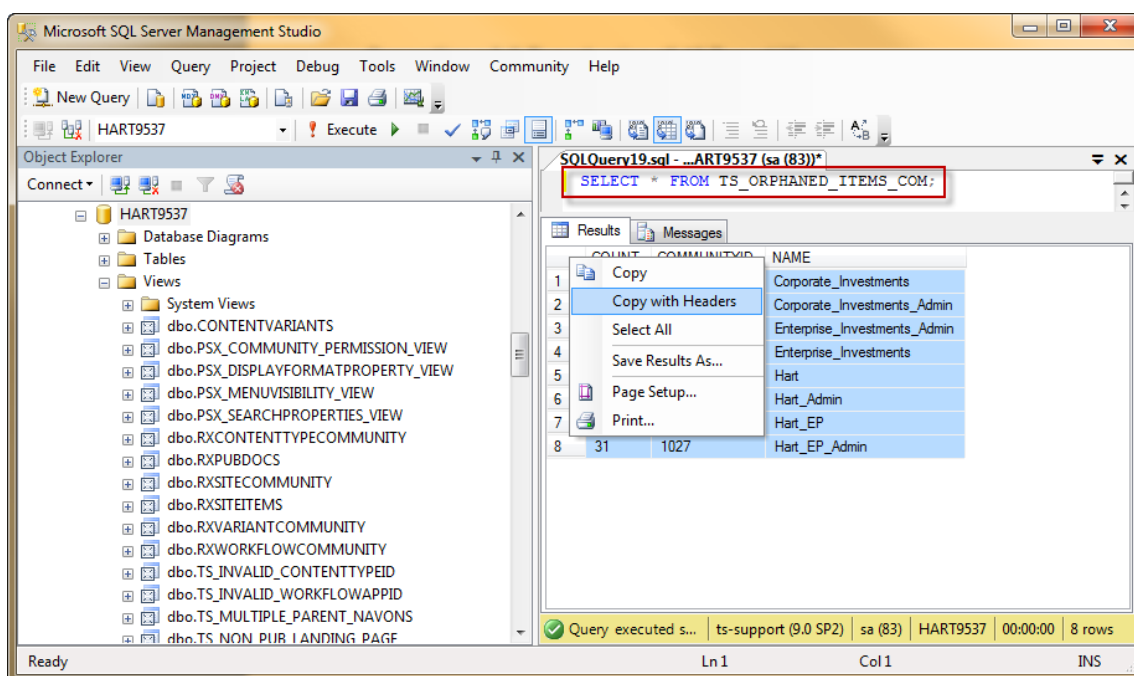 Microsoft SQL Server Management Studio
File Edit View Query Project Debug Tools Window Community Help
New Query
HART9537 Execute
Object Explorer
Connect
HART9537
Database Diagrams
Tables
Views
System Views
dbo.CONTENTVARIANTS
dbo.PSX_COMMUNITY_PERMISSION_VIEW
dbo.PSX_DISPLAYFORMATPROPERTY_VIEW
dbo.PSX_MENUVISIBILITY_VIEW
dbo.PSX_SEARCHPROPERTIES_VIEW
dbo.RXCONTENTTYPECOMMUNITY
dbo.RXPUBDOCS
dbo.RXSITECOMMUNITY
dbo.RXSITEITEMS
dbo.RXVARIANTCOMMUNITY
dbo.RXWORKFLOWCOMMUNITY
dbo.TS_INVALID_CONTENTTYPEID
dbo.TS_INVALID_WORKFLOWAPPID
dbo.TS_MULTIPLE_PARENT_NAVONS
dbo.TS_NON_PUB_LANDING_PAGE
SQLQuery19.sql - ...ART9537 (sa (83))*
SELECT * FROM TS_ORPHANED_ITEMS_COM;
Results Messages
COUNT COMMUNITYID NAME
1 Corporate_Investments
2 Corporate_Investments_Admin
3 Enterprise_Investments_Admin
4 Enterprise_Investments
5 Hart
6 Hart_Admin
7 Hart_EP
8 31 1027 Hart_EP_Admin
Copy
Copy with Headers
Select All
Save Results As...
Page Setup...
Print...
Query executed s... ts-support (9.0 SP2) sa (83) HART9537 00:00:00 8 rows
Ready Ln 1 Col 1 INS